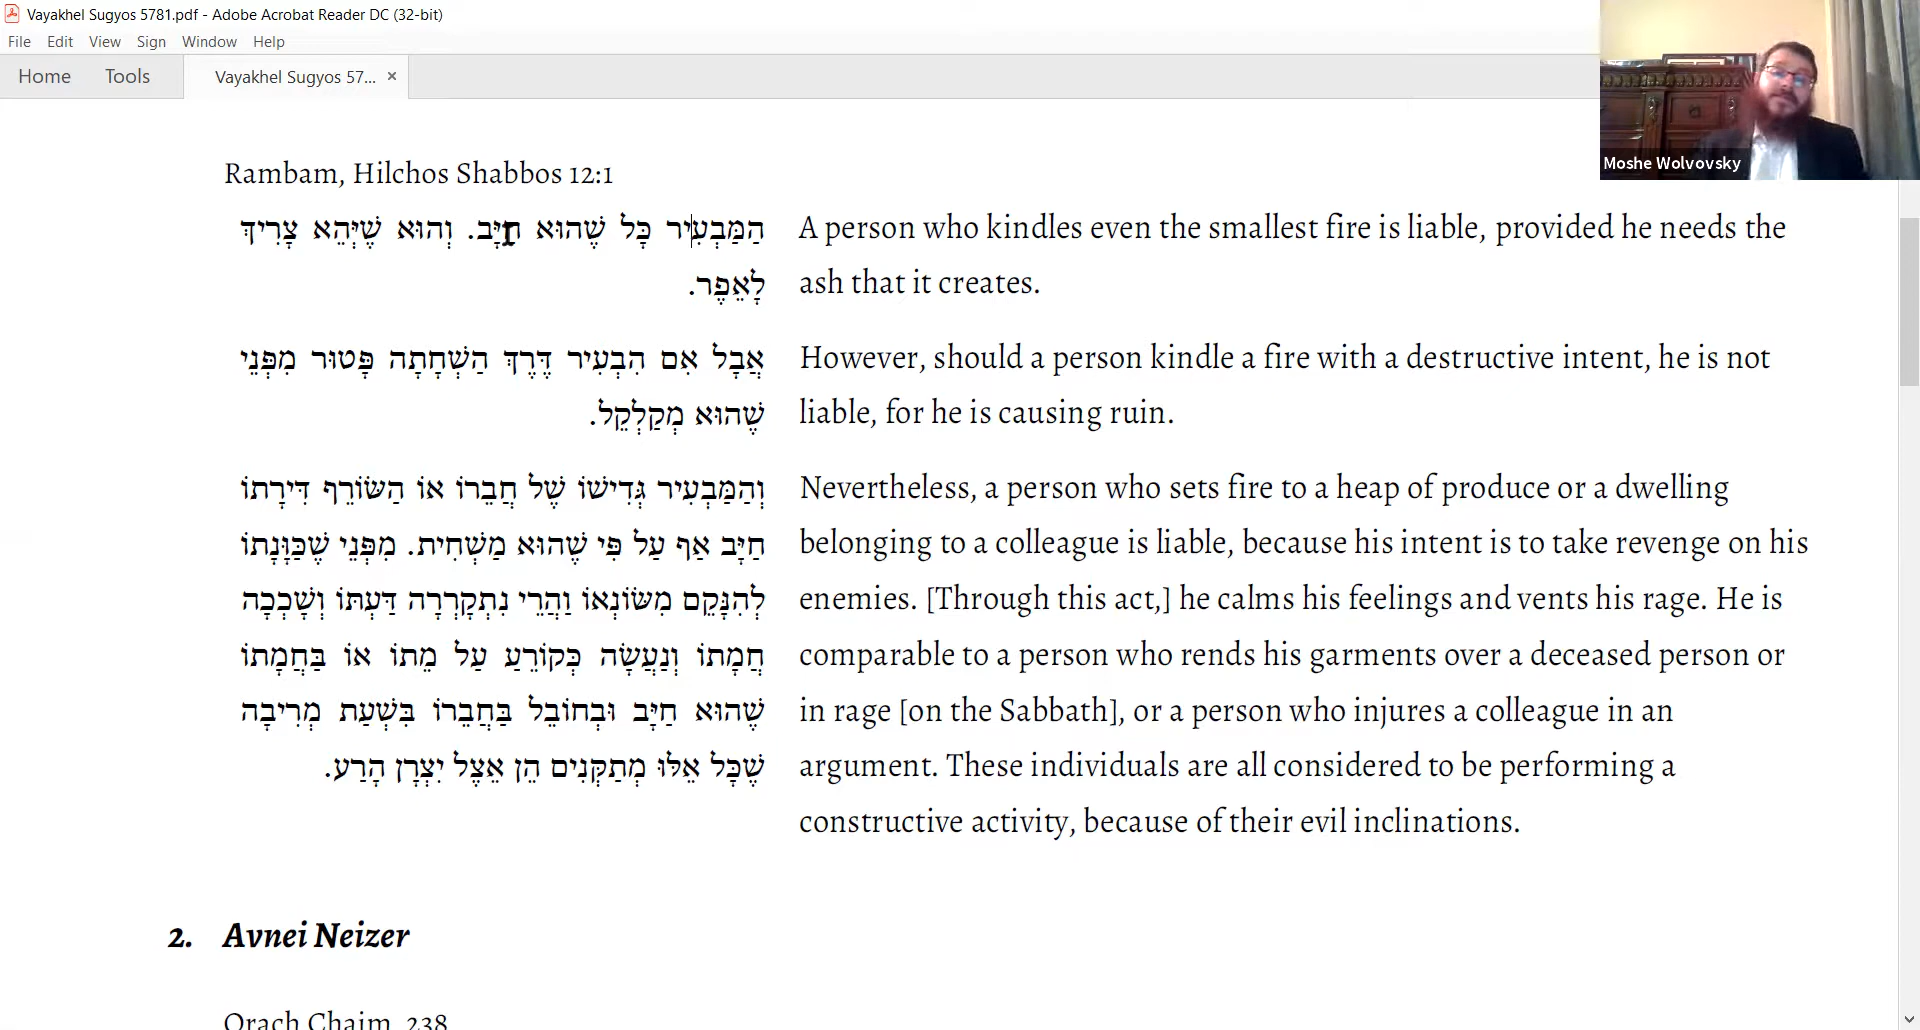 Vayakhel Sugyos 5781.pdf - Adobe Acrobat Reader DC (32-bit)
File Edit View Sign Window Help
Home Tools Vayakhel Sugyos 57... ×
Moshe Wolvovsky
Rambam, Hilchos Shabbos 12:1
הַמַּבְעִיר כָּל שֶׁהוּא חַיָּב. וְהוּא שֶׁיְּהֵא צָרִיךְ
לָאֵפֶר.
A person who kindles even the smallest fire is liable, provided he needs the
ash that it creates.
אֲבָל אִם הִבְעִיר דֶּרֶךְ הַשְׁחָתָה פָּטוּר מִפְּנֵי
שֶׁהוּא מְקַלְקֵל.
However, should a person kindle a fire with a destructive intent, he is not
liable, for he is causing ruin.
וְהַמַּבְעִיר גְּדִישׁוֹ שֶׁל חֲבֵרוֹ אוֹ הַשּׂוֹרֵף דִּירָתוֹ
חַיָּב אַף עַל פִּי שֶׁהוּא מַשְׁחִית. מִפְּנֵי שֶׁכַּוָּנָתוֹ
לְהִנָּקֵם מִשּׂוֹנְאוֹ וַהֲרֵי נִתְקָרְרָה דַּעְתּוֹ וְשָׁכְכָה
חֲמָתוֹ וְנַעֲשָׂה כְּקוֹרֵעַ עַל מֵתוֹ אוֹ בַּחֲמָתוֹ
שֶׁהוּא חַיָּב וּבְחוֹבֵל בַּחֲבֵרוֹ בִּשְׁעַת מְרִיבָה
שֶׁכָּל אֵלּוּ מְתַקְּנִים הֵן אֵצֶל יִצְרָן הָרַע.
Nevertheless, a person who sets fire to a heap of produce or a dwelling
belonging to a colleague is liable, because his intent is to take revenge on his
enemies. [Through this act,] he calms his feelings and vents his rage. He is
comparable to a person who rends his garments over a deceased person or
in rage [on the Sabbath], or a person who injures a colleague in an
argument. These individuals are all considered to be performing a
constructive activity, because of their evil inclinations.
2. Avnei Neizer
Orach Chaim, 238